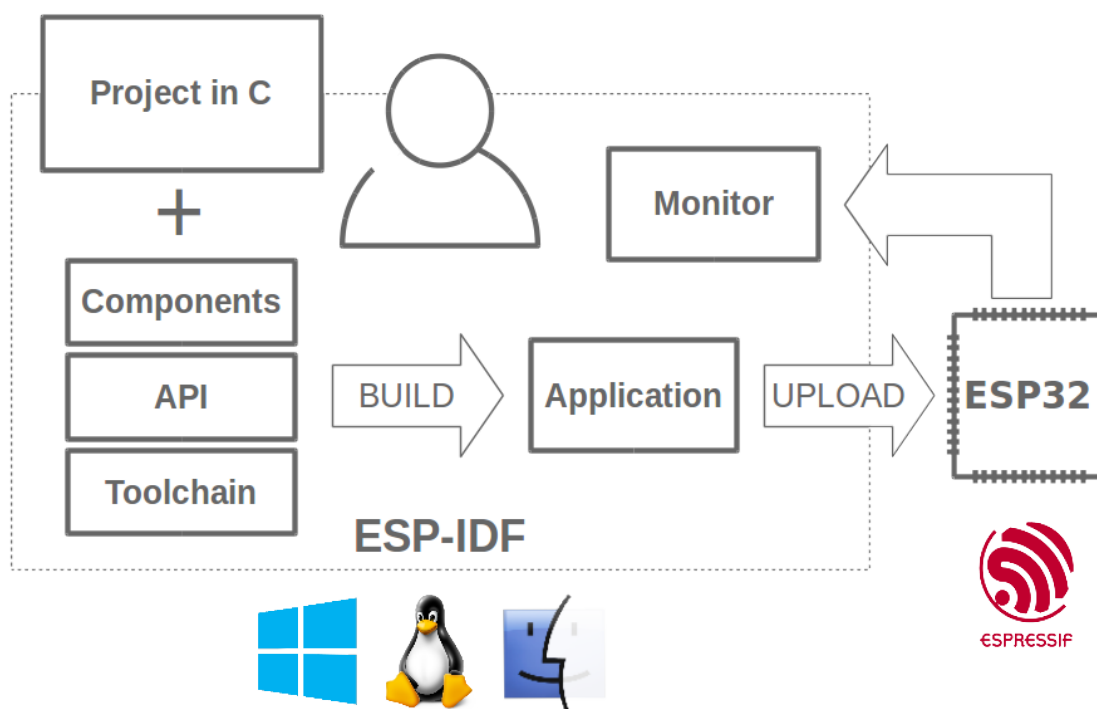 Project in C
+
Components
API
Toolchain
BUILD
Application
UPLOAD
Monitor
ESP32
ESP-IDF
ESPRESSIF